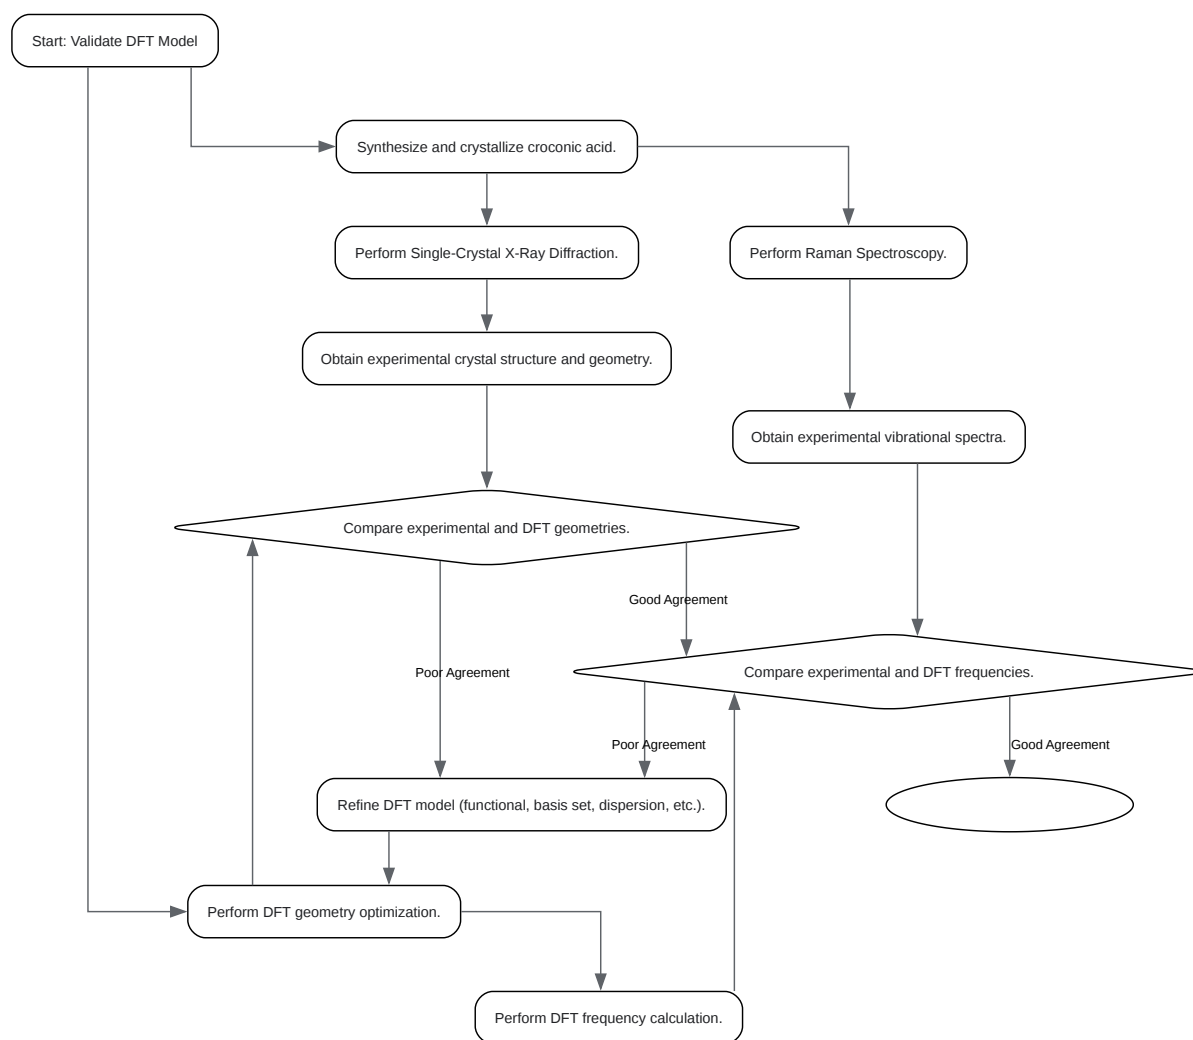 Start: Validate DFT Model
Synthesize and crystallize croconic acid.
Perform Single-Crystal X-Ray Diffraction.
Perform Raman Spectroscopy.
Obtain experimental crystal structure and geometry.
Obtain experimental vibrational spectra.
Compare experimental and DFT geometries.
Good Agreement
Poor Agreement
Compare experimental and DFT frequencies.
Poor Agreement
Good Agreement
Refine DFT model (functional, basis set, dispersion, etc.).
Perform DFT geometry optimization.
Perform DFT frequency calculation.